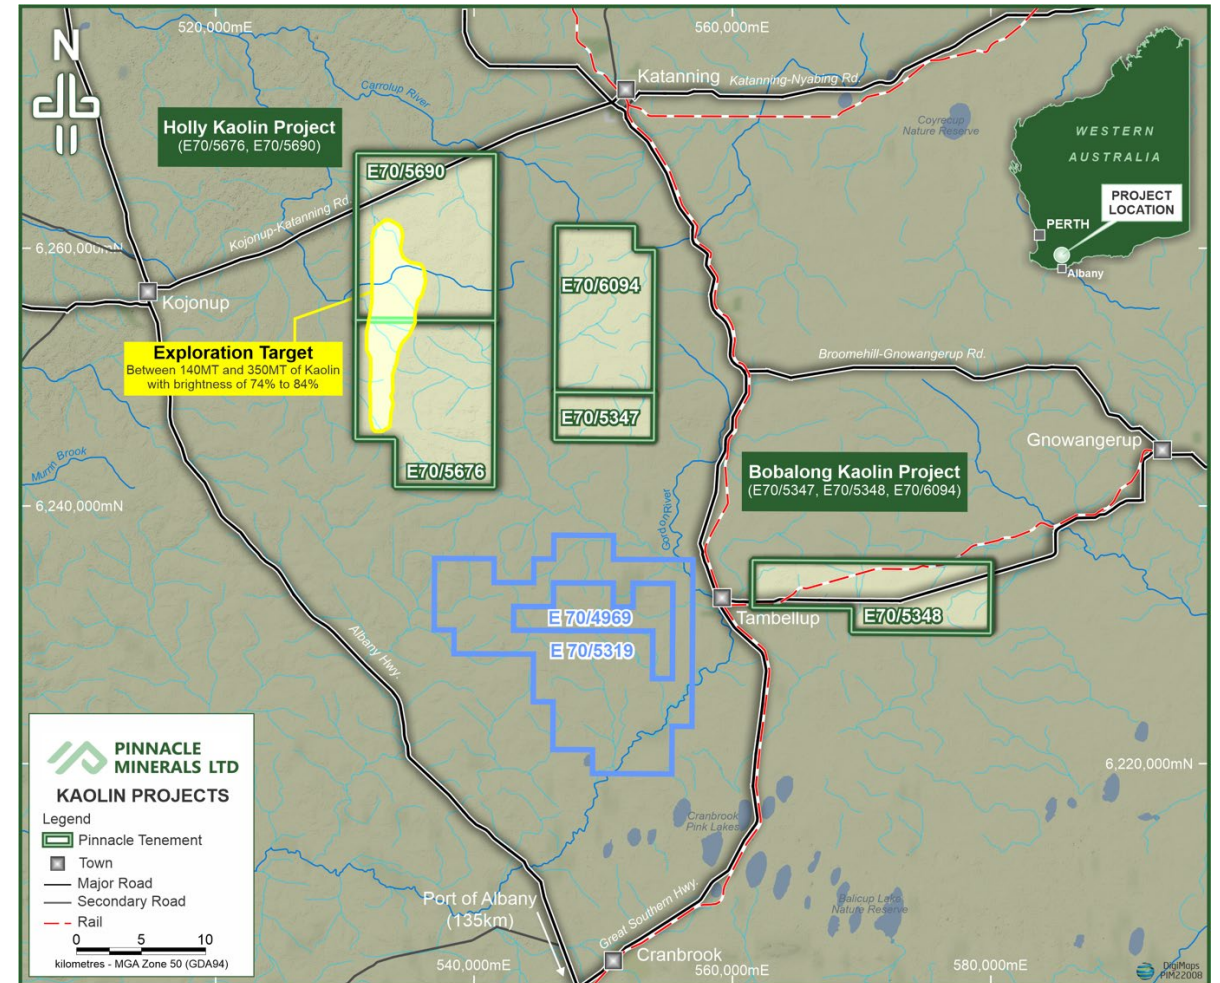 520,000mE
560,000mE
N
Katanning
Katanning-Nyabing Rd.
Carrolup River
Coyrecup
Nature Reserve
Holly Kaolin Project
(E70/5676, E70/5690)
WESTERN
AUSTRALIA
PROJECT
LOCATION
PERTH
Albany
E70/5690
Kojonup-Katanning Rd.
6,260,000mN
E70/6094
Kojonup
Exploration Target
Between 140MT and 350MT of Kaolin
with brightness of 74% to 84%
Broomehill-Gnowangerup Rd.
E70/5347
Gnowangerup
Murrin Brook
E70/5676
Bobalong Kaolin Project
(E70/5347, E70/5348, E70/6094)
6,240,000mN
Gordon River
E 70/4969
Tambellup
E70/5348
E 70/5319
Albany Hwy.
PINNACLE
MINERALS LTD
KAOLIN PROJECTS
Legend
Pinnacle Tenement
Town
Major Road
Secondary Road
Rail
0 5 10
kilometres - MGA Zone 50 (GDA94)
6,220,000mN
Cranbrook
Pink Lakes
Port of Albany
(135km)
Great Southern Hwy.
Balicup Lake
Nature Reserve
Cranbrook
540,000mE
560,000mE
580,000mE
DigiMaps
PIM22008